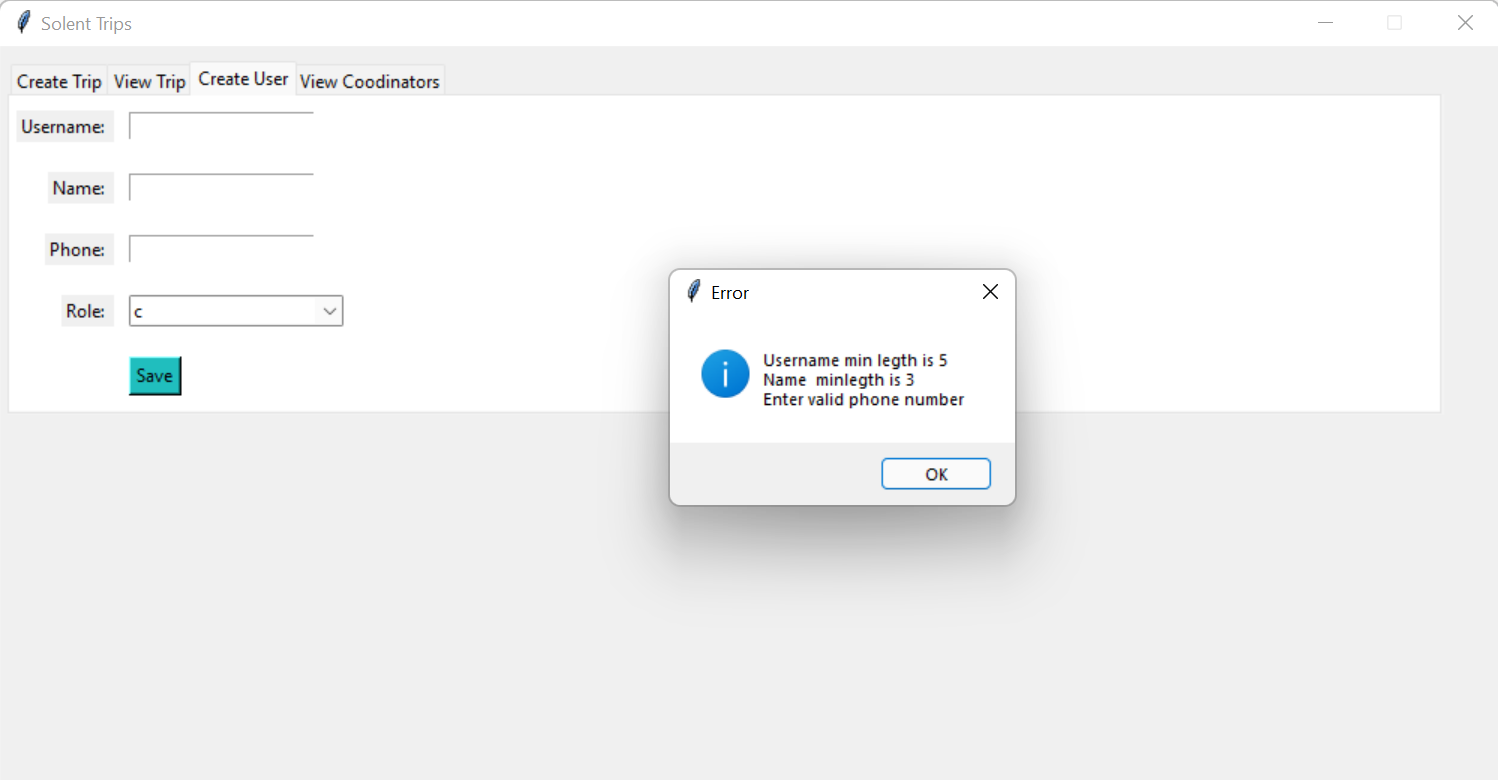 Solent Trips
Create Trip View Trip Create User View Coodinators
Username:
Name:
Phone:
Role: c
Save
Error
Username min legth is 5
Name  minlegth is 3
Enter valid phone number
OK